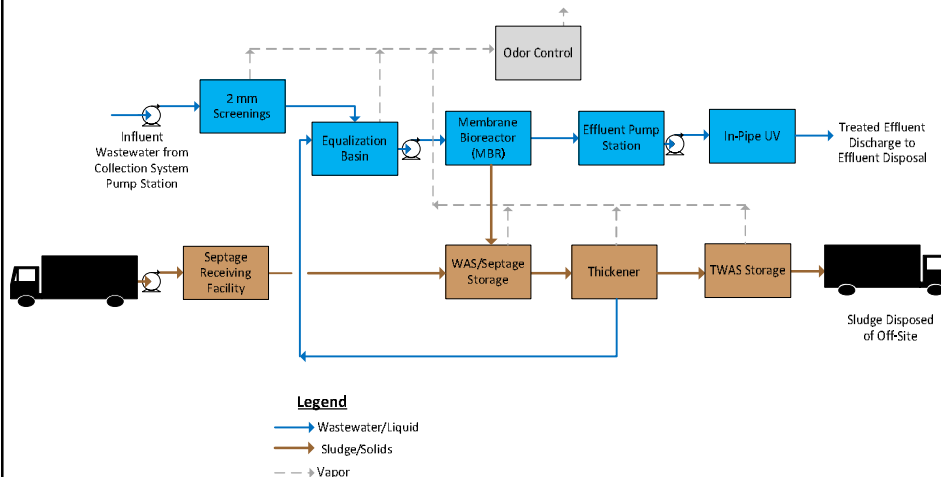 Odor Control
2 mm
Screenings
Influent
Wastewater from
Collection System
Pump Station
Equalization
Basin
Membrane
Bioreactor
(MBR)
Effluent Pump
Station
In-Pipe UV
Treated Effluent
Discharge to
Effluent Disposal
Septage
Receiving
Facility
WAS/Septage
Storage
Thickener
TWAS Storage
Sludge Disposed
of Off-Site
Legend
Wastewater/Liquid
Sludge/Solids
Vapor